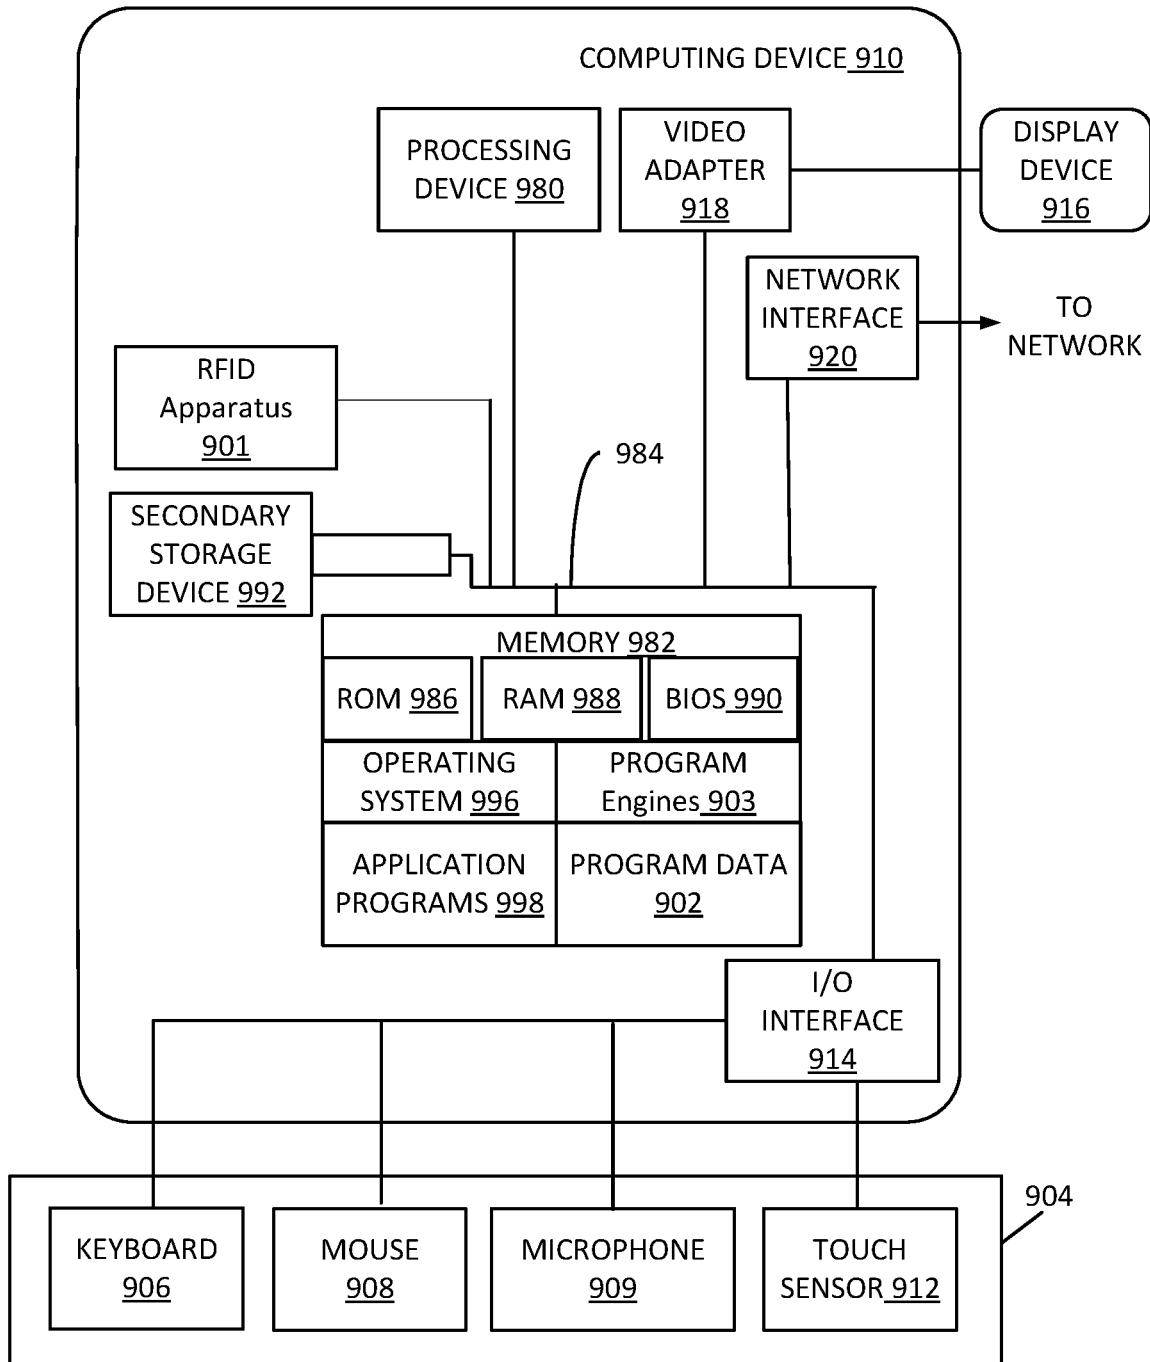 COMPUTING DEVICE 910
PROCESSING
DEVICE 980
VIDEO
ADAPTER
918
DISPLAY
DEVICE
916
NETWORK
INTERFACE
920
TO
NETWORK
RFID
Apparatus
901
984
SECONDARY
STORAGE
DEVICE 992
MEMORY 982
ROM 986
RAM 988
BIOS 990
OPERATING
SYSTEM 996
PROGRAM
Engines 903
APPLICATION
PROGRAMS 998
PROGRAM DATA
902
I/O
INTERFACE
914
904
KEYBOARD
906
MOUSE
908
MICROPHONE
909
TOUCH
SENSOR 912